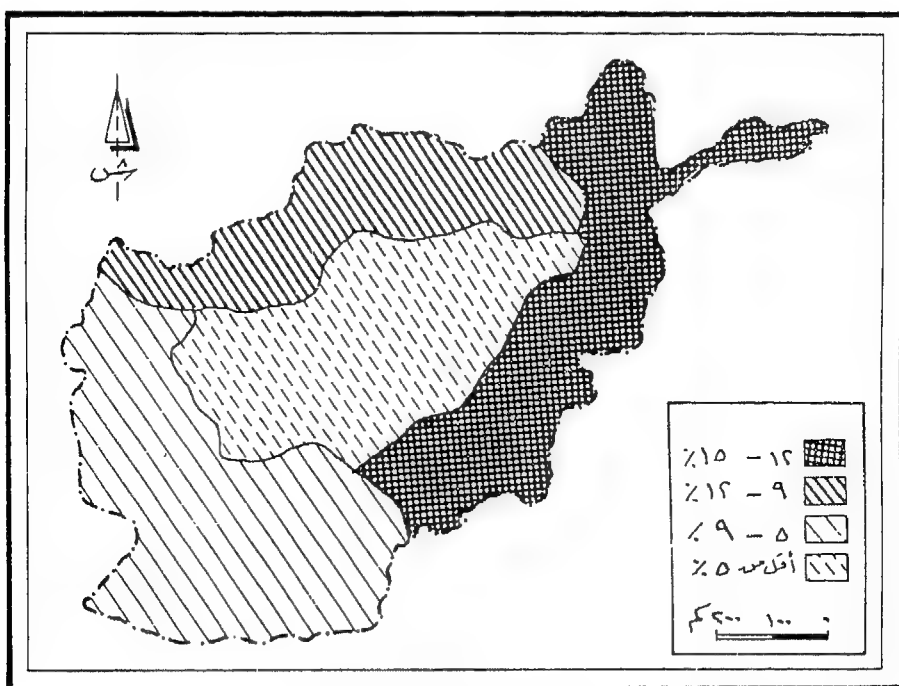 ش
١٢ – ١٥٪
٩ – ١٢٪
٥ – ٩٪
أقل من ٥٪
٠ ١٠٠ ٢٠٠ كم